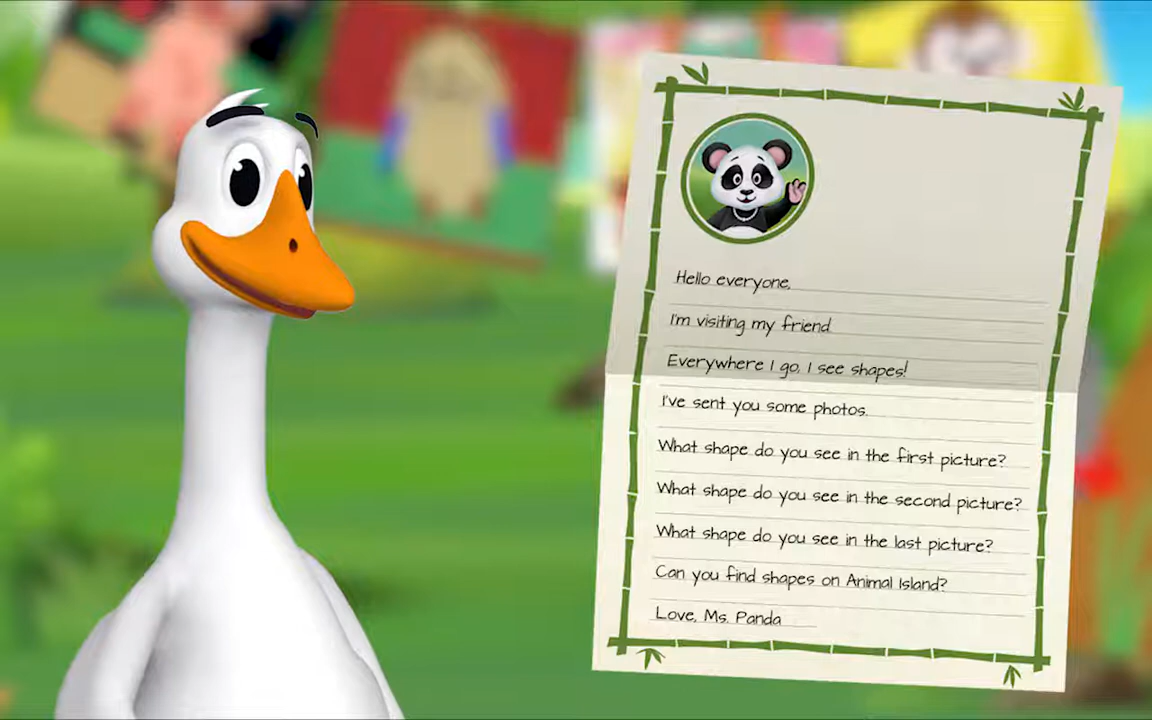 Hello everyone,
I'm visiting my friend.
Everywhere I go, I see shapes!
I've sent you some photos.
What shape do you see in the first picture?
What shape do you see in the second picture?
What shape do you see in the last picture?
Can you find shapes on Animal Island?
Love, Ms. Panda